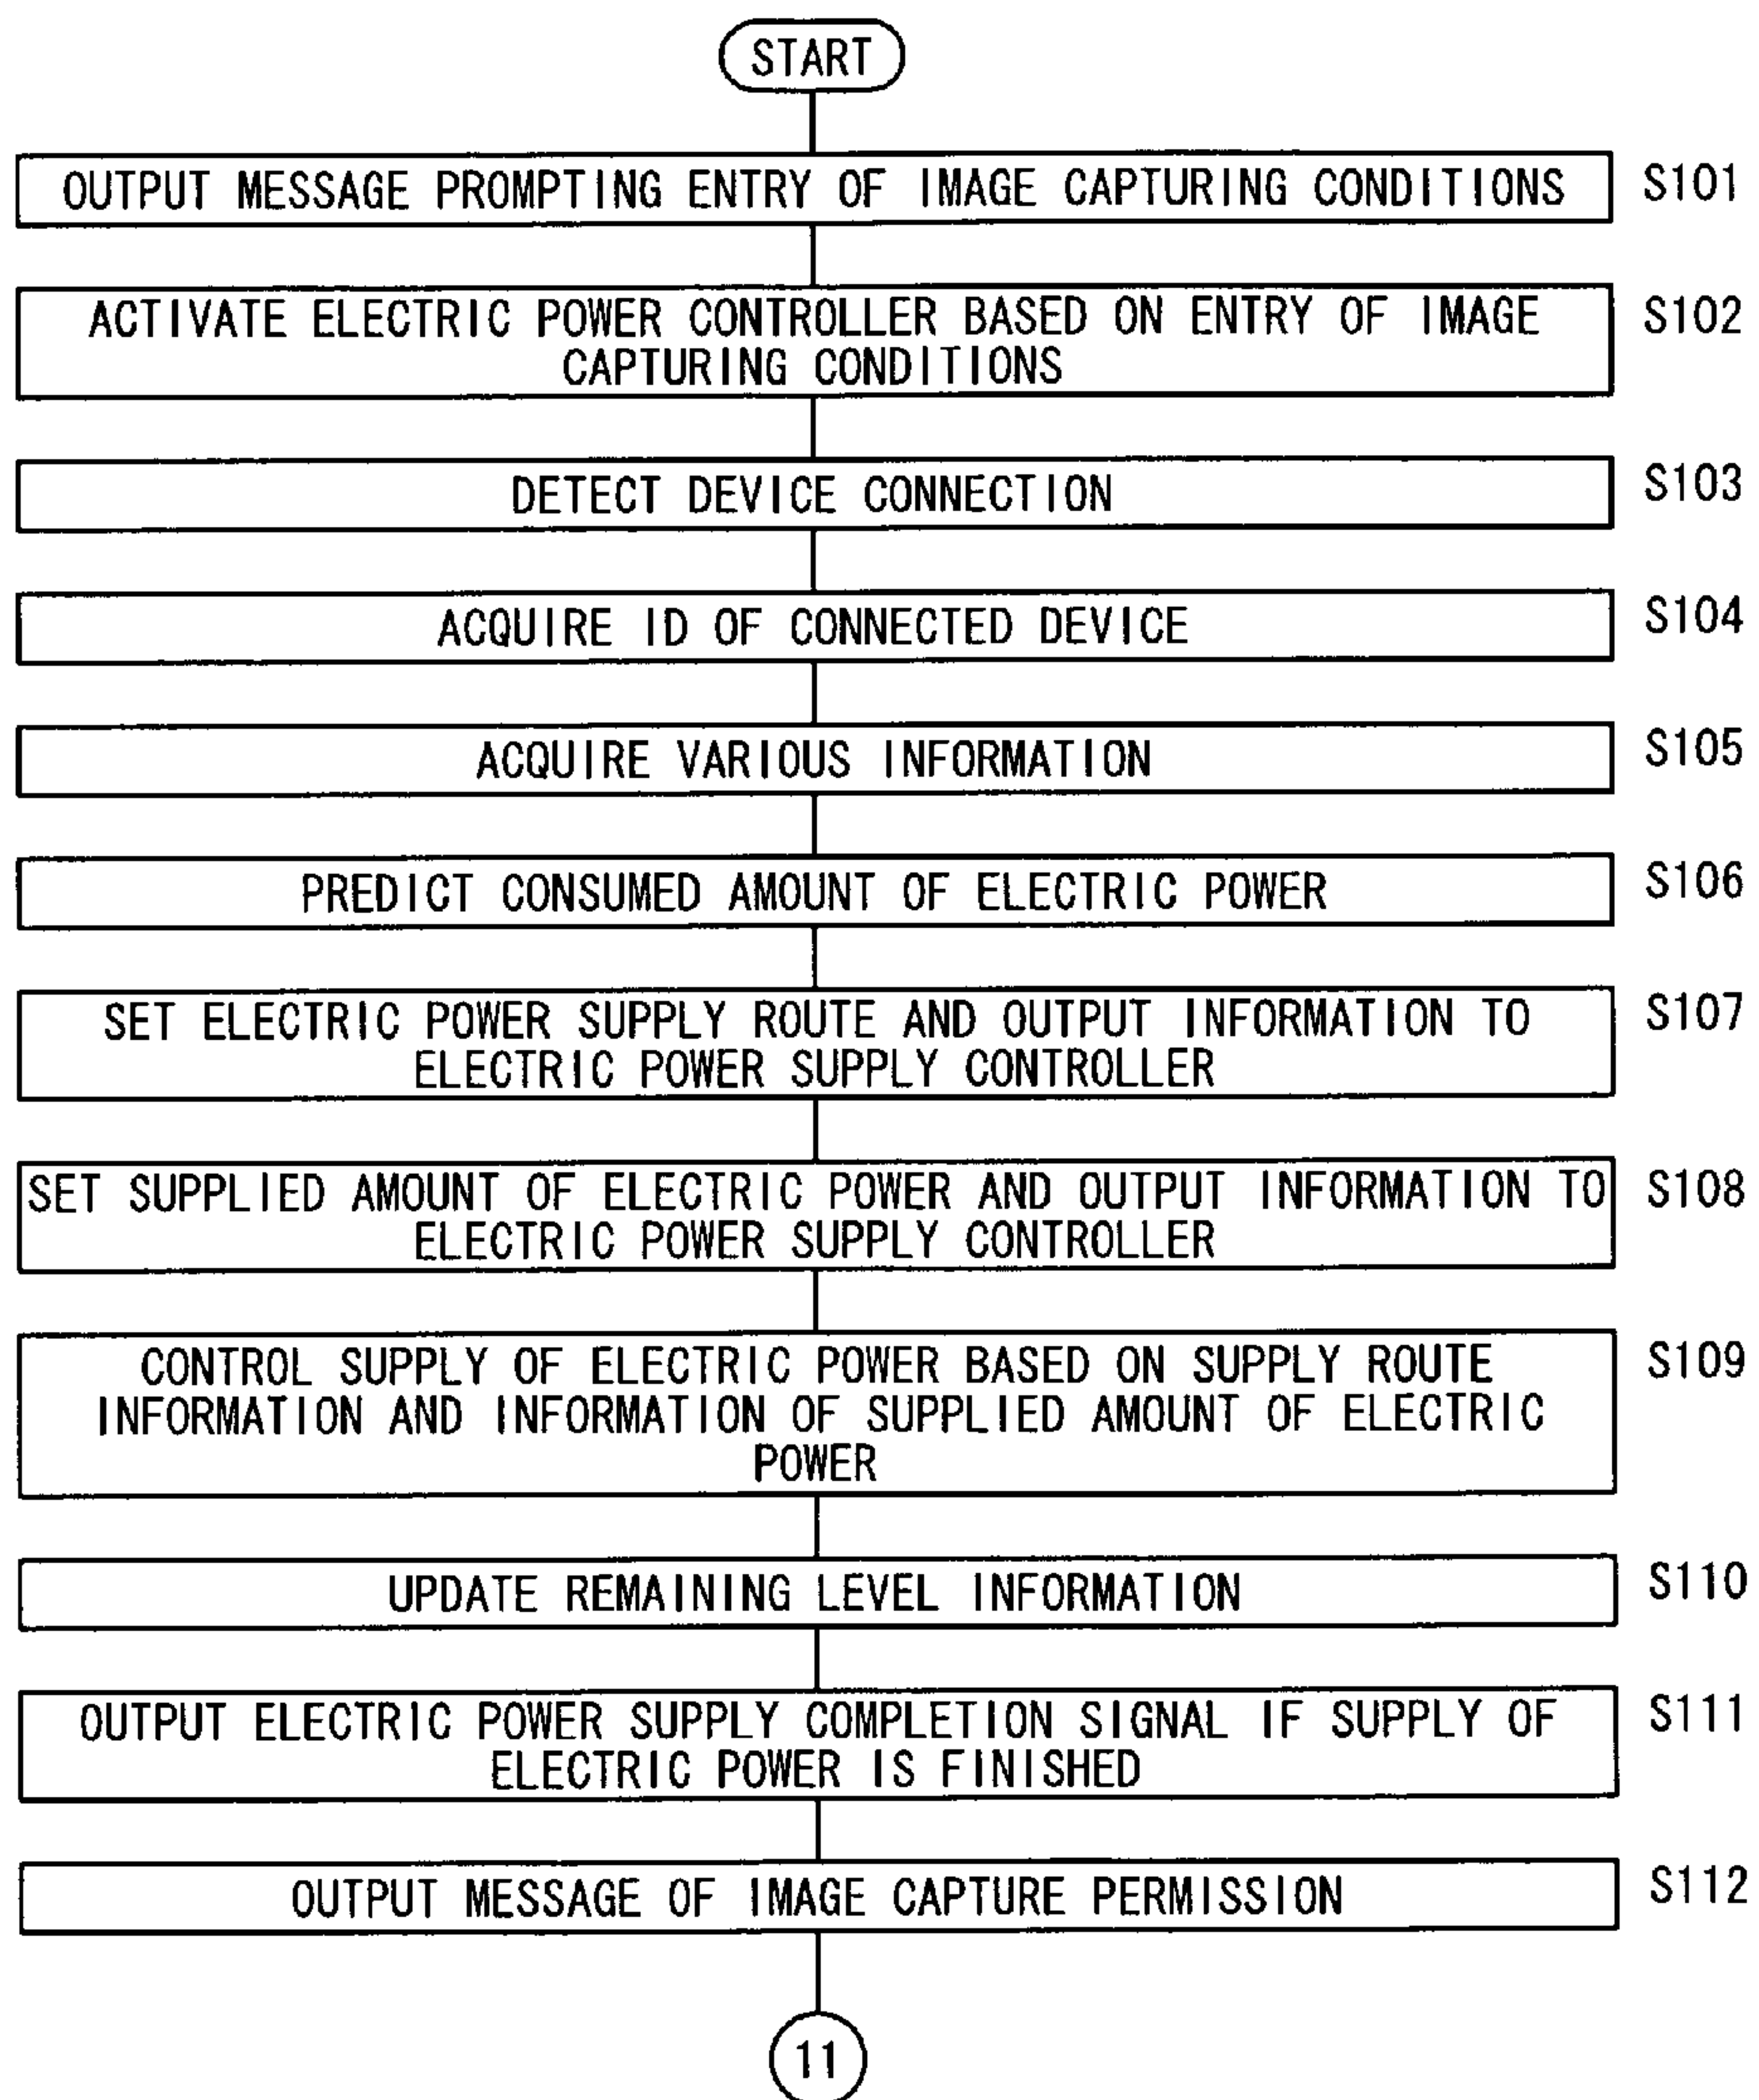 START
OUTPUT MESSAGE PROMPTING ENTRY OF IMAGE CAPTURING CONDITIONS S101
ACTIVATE ELECTRIC POWER CONTROLLER BASED ON ENTRY OF IMAGE S102
CAPTURING CONDITIONS
DETECT DEVICE CONNECTION S103
ACQUIRE ID OF CONNECTED DEVICE S104
ACQUIRE VARIOUS INFORMATION S105
PREDICT CONSUMED AMOUNT OF ELECTRIC POWER S106
SET ELECTRIC POWER SUPPLY ROUTE AND OUTPUT INFORMATION TO S107
ELECTRIC POWER SUPPLY CONTROLLER
SET SUPPLIED AMOUNT OF ELECTRIC POWER AND OUTPUT INFORMATION TO S108
ELECTRIC POWER SUPPLY CONTROLLER
CONTROL SUPPLY OF ELECTRIC POWER BASED ON SUPPLY ROUTE S109
INFORMATION AND INFORMATION OF SUPPLIED AMOUNT OF ELECTRIC
POWER
UPDATE REMAINING LEVEL INFORMATION S110
OUTPUT ELECTRIC POWER SUPPLY COMPLETION SIGNAL IF SUPPLY OF S111
ELECTRIC POWER IS FINISHED
OUTPUT MESSAGE OF IMAGE CAPTURE PERMISSION S112
11